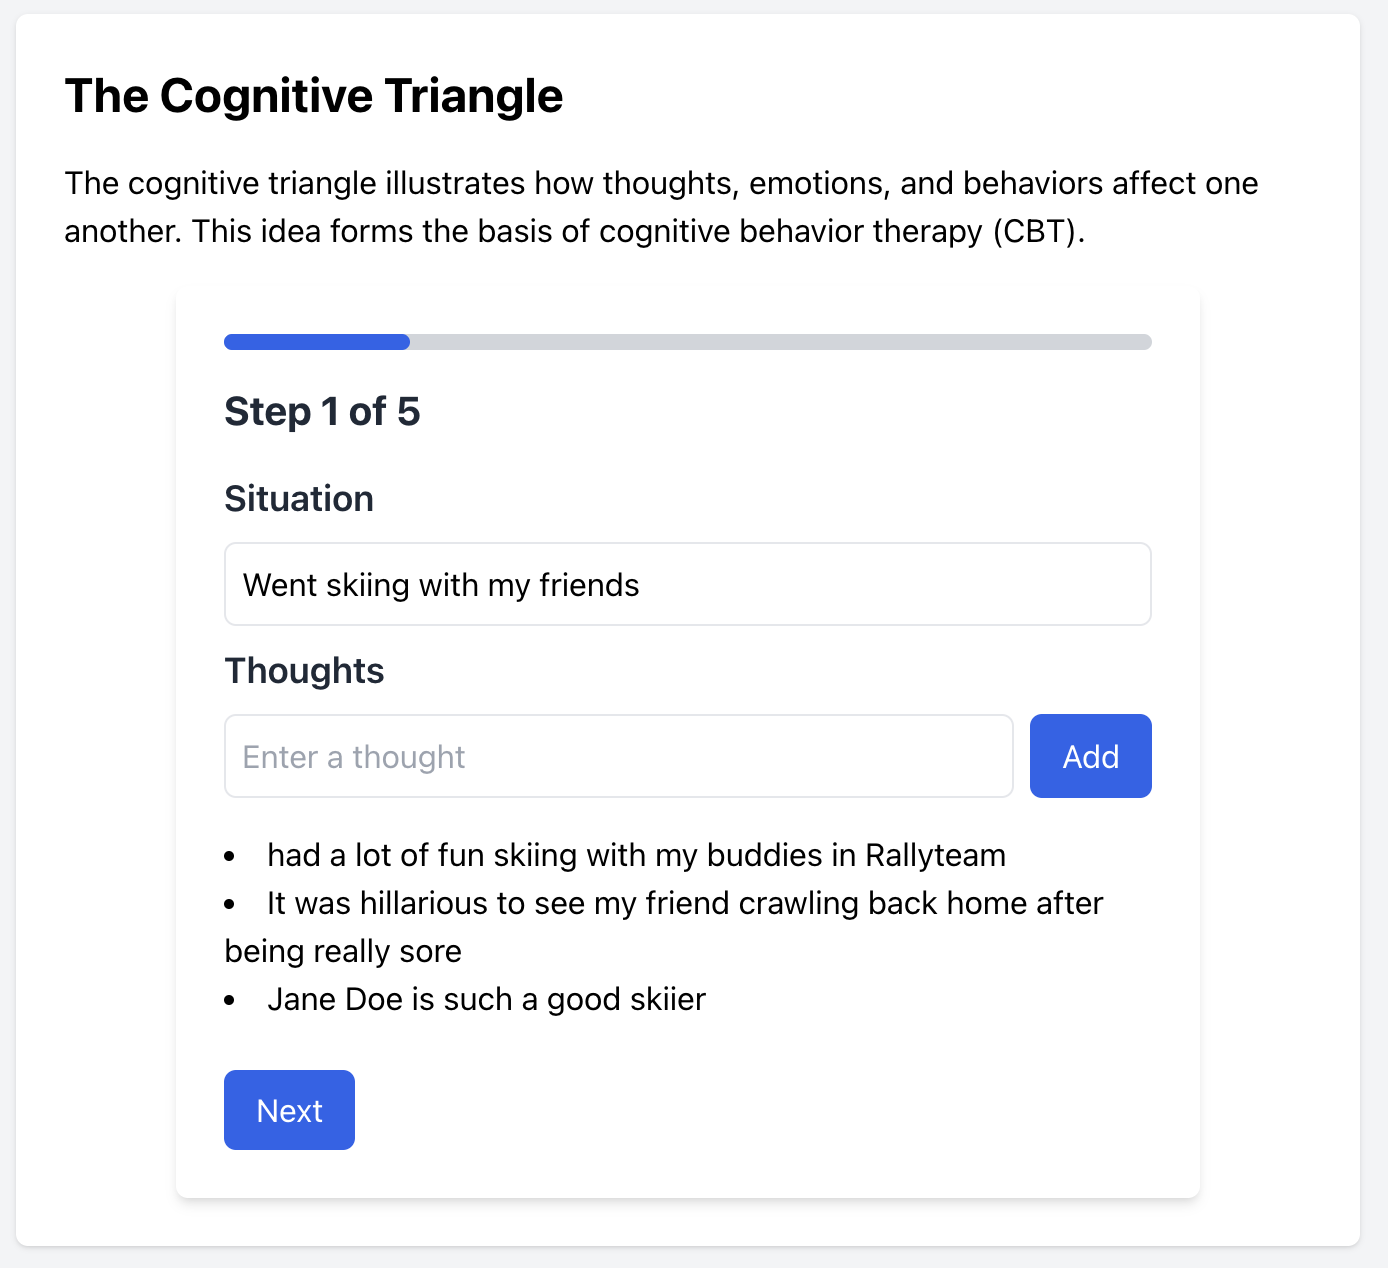 The Cognitive Triangle
The cognitive triangle illustrates how thoughts, emotions, and behaviors affect one
another. This idea forms the basis of cognitive behavior therapy (CBT).
Step 1 of 5
Situation
Went skiing with my friends
Thoughts
Enter a thought
Add
• had a lot of fun skiing with my buddies in Rallyteam
• It was hillarious to see my friend crawling back home after
being really sore
• Jane Doe is such a good skiier
Next